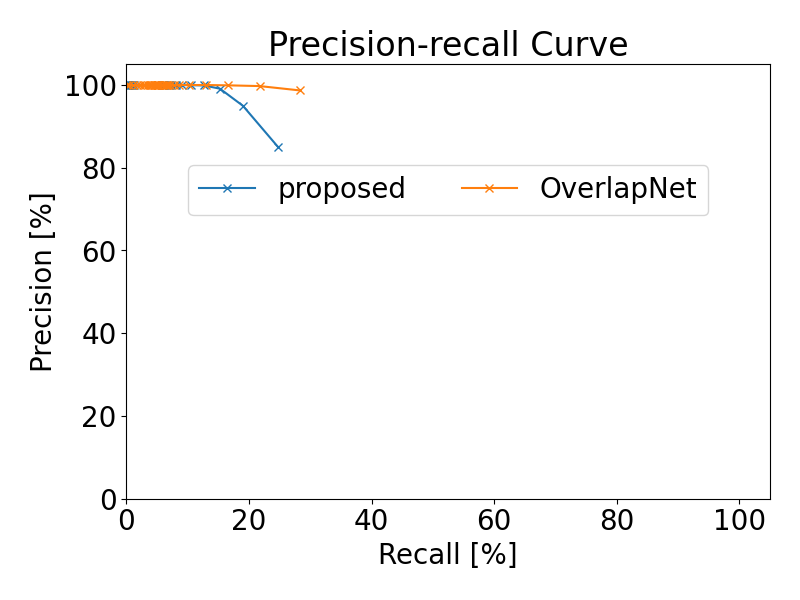 Precision-recall Curve
100
80
60
40
20
0
Precision [%]
proposed OverlapNet
0 20 40 60 80 100
Recall [%]